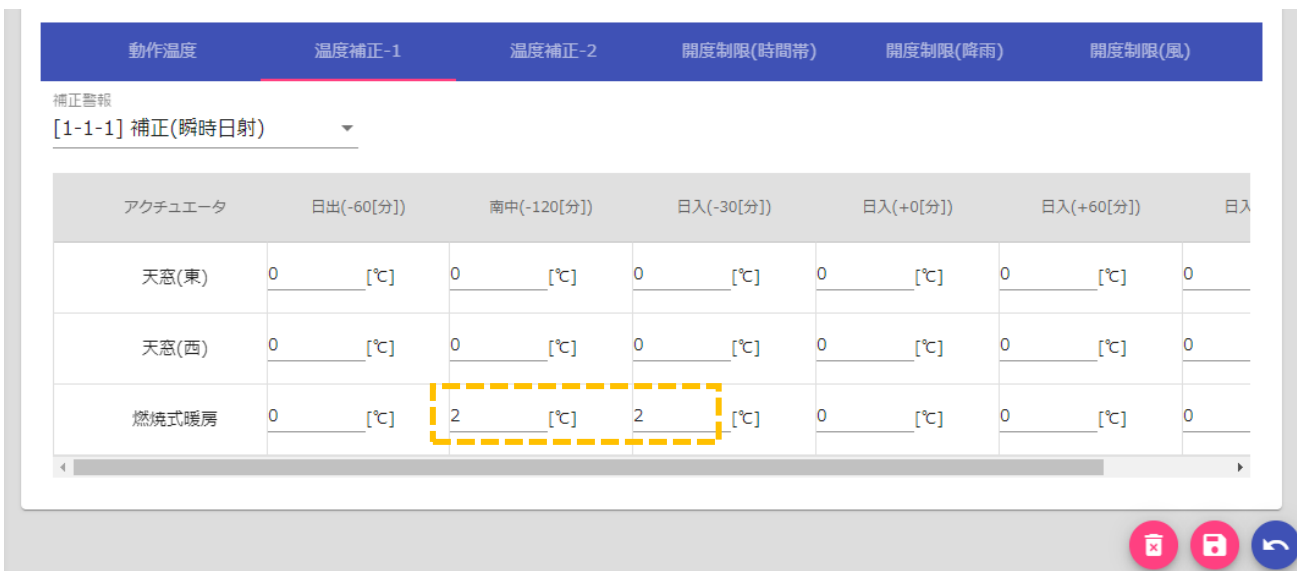 動作温度 温度補正-1 温度補正-2 開度制限(時間帯) 開度制限(降雨) 開度制限(風)
補正警報
[1-1-1] 補正(瞬時日射)
アクチュエータ 日出(-60[分]) 南中(-120[分]) 日入(-30[分]) 日入(+0[分]) 日入(+60[分]) 日入
天窓(東) 0 [℃] 0 [℃] 0 [℃] 0 [℃] 0 [℃] 0
天窓(西) 0 [℃] 0 [℃] 0 [℃] 0 [℃] 0 [℃] 0
燃焼式暖房 0 [℃] 2 [℃] 2 [℃] 0 [℃] 0 [℃] 0